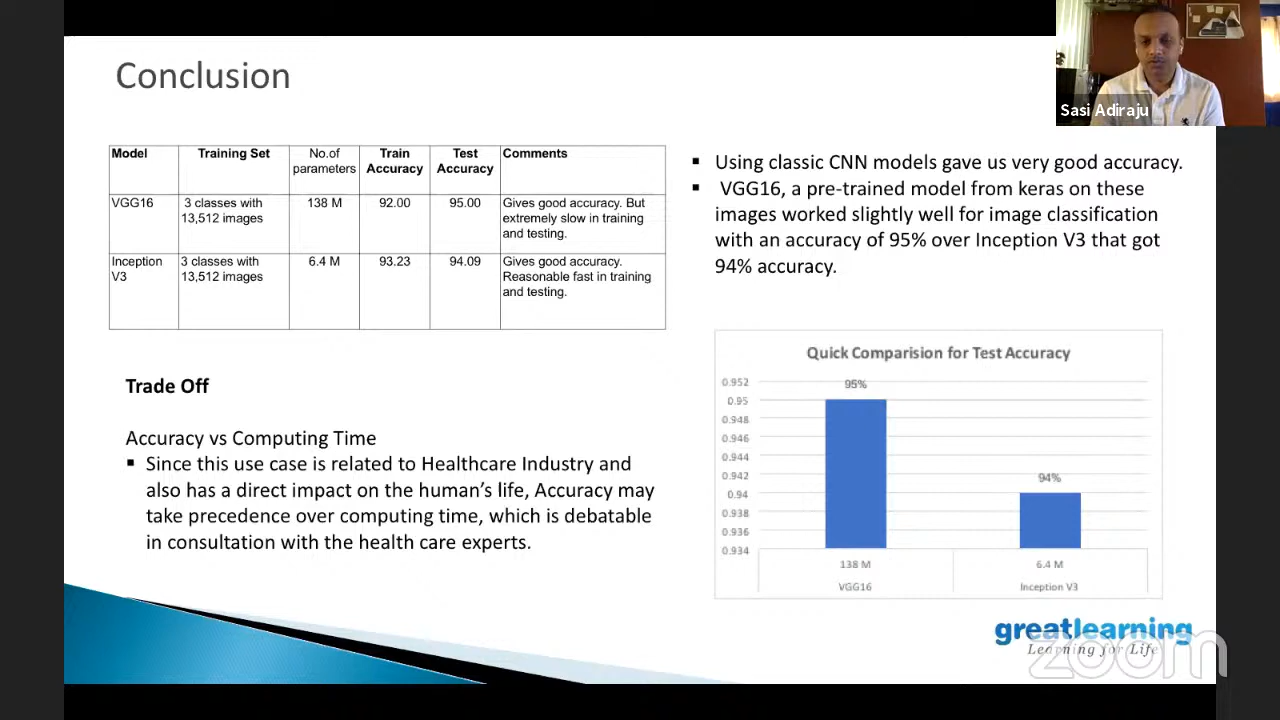 Conclusion
Sasi Adiraju
Model Training Set No.of parameters Train Accuracy Test Accuracy Comments
VGG16 3 classes with 13,512 images 138 M 92.00 95.00 Gives good accuracy. But extremely slow in training and testing.
Inception V3 3 classes with 13,512 images 6.4 M 93.23 94.09 Gives good accuracy. Reasonable fast in training and testing.
▪ Using classic CNN models gave us very good accuracy.
▪ VGG16, a pre-trained model from keras on these
images worked slightly well for image classification
with an accuracy of 95% over Inception V3 that got
94% accuracy.
Trade Off
Accuracy vs Computing Time
▪ Since this use case is related to Healthcare Industry and
also has a direct impact on the human's life, Accuracy may
take precedence over computing time, which is debatable
in consultation with the health care experts.
Quick Comparision for Test Accuracy
0.952
0.95
0.948
0.946
0.944
0.942
0.94
0.938
0.936
0.934
95%
94%
138 M 6.4 M
VGG16 Inception V3
greatlearning
Learning for Life
zoom